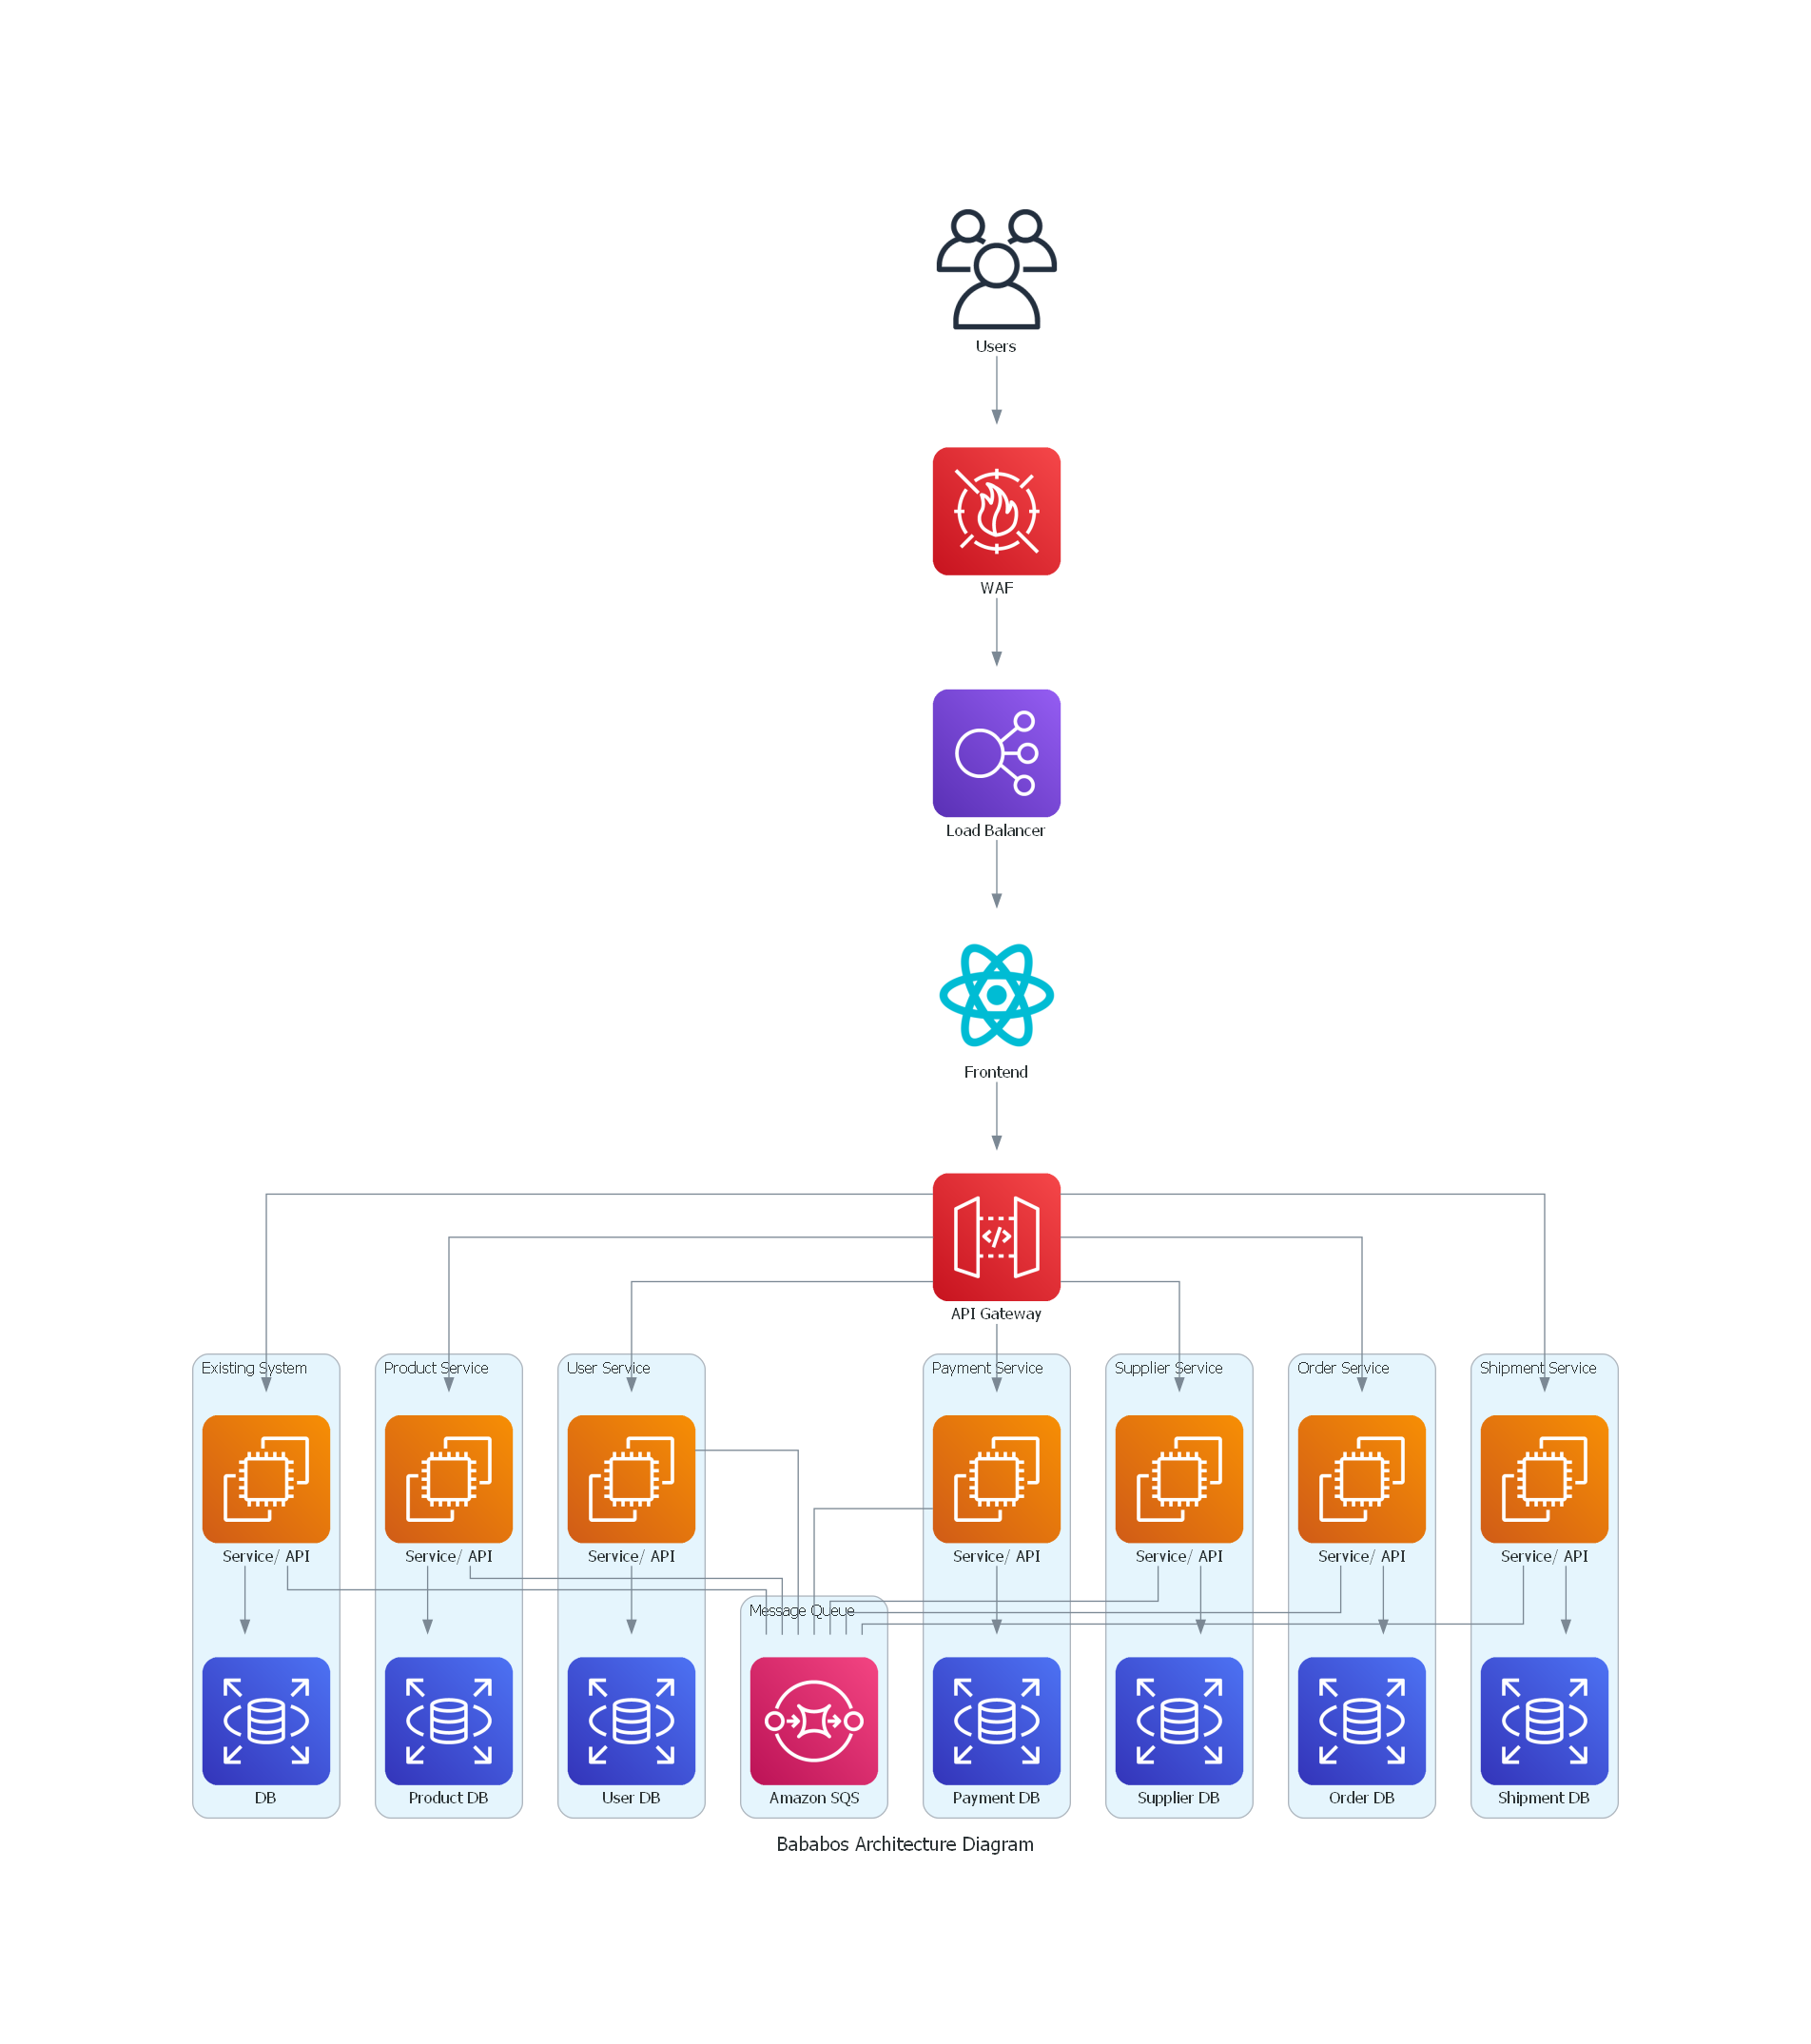 Users
WAF
Load Balancer
Frontend
API Gateway
Existing System
Product Service
User Service
Payment Service
Supplier Service
Order Service
Shipment Service
Service/ API
Service/ API
Service/ API
Service/ API
Service/ API
Service/ API
Service/ API
Message Queue
DB
Product DB
User DB
Amazon SQS
Payment DB
Supplier DB
Order DB
Shipment DB
Bababos Architecture Diagram